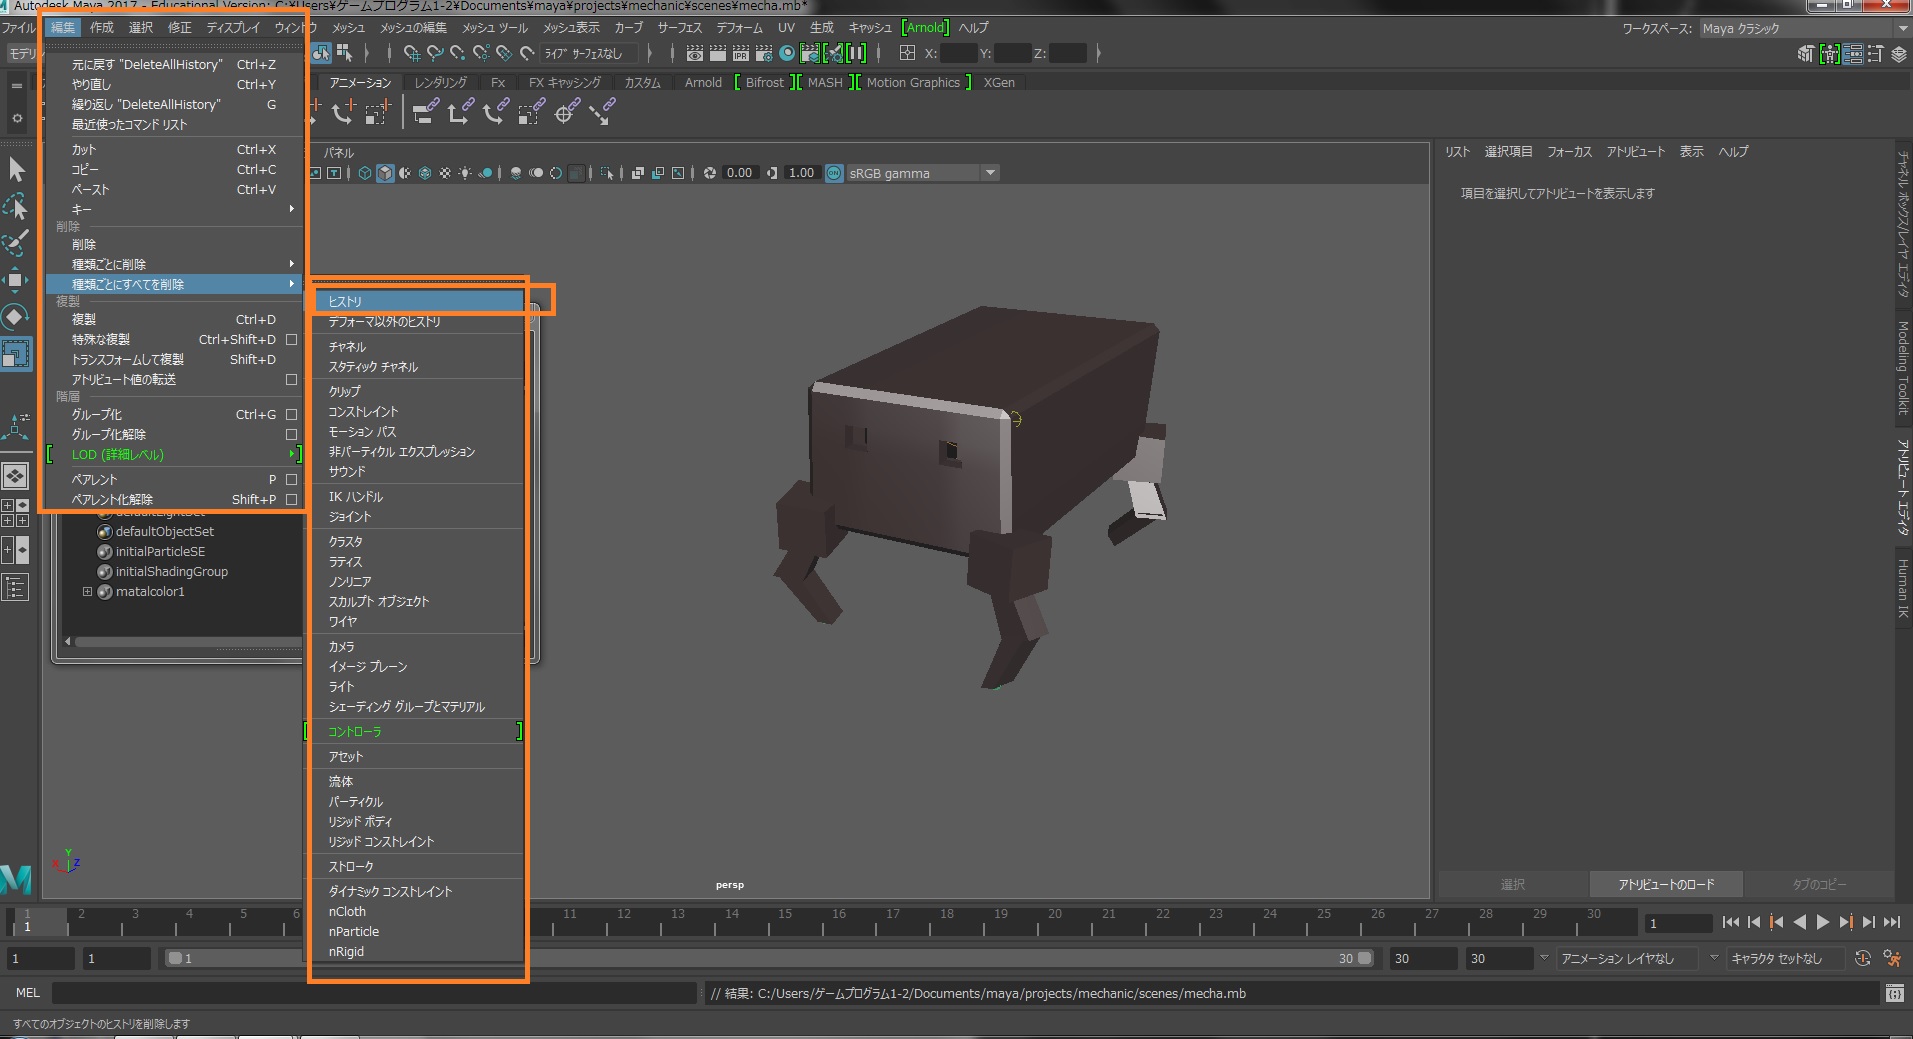 Autodesk Maya 2017 - Educational Version: C:¥Users¥ゲームプログラム1-2¥Documents¥maya¥projects¥mechanic¥scenes¥mecha.mb*
ファイル 編集 作成 選択 修正 ディスプレイ ウィンドウ メッシュ メッシュの編集 メッシュ ツール メッシュ表示 カーブ サーフェス デフォーム UV 生成 キャッシュ [Arnold] ヘルプ
ワークスペース: Maya クラシック
モデリ
ライブ サーフェスなし
IPR
X: Y: Z:
アニメーション レンダリング Fx FX キャッシング カスタム Arnold [ Bifrost ] [ MASH ] [ Motion Graphics ] XGen
元に戻す "DeleteAllHistory" Ctrl+Z
やり直し Ctrl+Y
繰り返し "DeleteAllHistory" G
最近使ったコマンド リスト
カット Ctrl+X
コピー Ctrl+C
ペースト Ctrl+V
キー
削除
削除
種類ごとに削除
種類ごとにすべてを削除
複製
複製 Ctrl+D
特殊な複製 Ctrl+Shift+D
トランスフォームして複製 Shift+D
アトリビュート値の転送
階層
グループ化 Ctrl+G
グループ化解除
[ LOD (詳細レベル) ]
ペアレント P
ペアレント化解除 Shift+P
defaultLightSet
defaultObjectSet
initialParticleSE
initialShadingGroup
matalcolor1
ヒストリ
デフォーマ以外のヒストリ
チャネル
スタティック チャネル
クリップ
コンストレイント
モーション パス
非パーティクル エクスプレッション
サウンド
IK ハンドル
ジョイント
クラスタ
ラティス
ノンリニア
スカルプト オブジェクト
ワイヤ
カメラ
イメージ プレーン
ライト
シェーディング グループとマテリアル
[ コントローラ ]
アセット
流体
パーティクル
リジッド ボディ
リジッド コンストレイント
ストローク
ダイナミック コンストレイント
nCloth
nParticle
nRigid
パネル
0.00 1.00 ON sRGB gamma
persp
Y
X Z
リスト 選択項目 フォーカス アトリビュート 表示 ヘルプ
項目を選択してアトリビュートを表示します
チャネル ボックス/レイヤ エディタ
Modeling Toolkit
アトリビュート エディタ
Human IK
選択 アトリビュートのロード タブのコピー
1 2 3 4 5 6 11 12 13 14 15 16 17 18 19 20 21 22 23 24 25 26 27 28 29 30
1 1
1 1 1 30 30 30 アニメーション レイヤなし キャラクタ セットなし
MEL // 結果: C:/Users/ゲームプログラム1-2/Documents/maya/projects/mechanic/scenes/mecha.mb
すべてのオブジェクトのヒストリを削除します